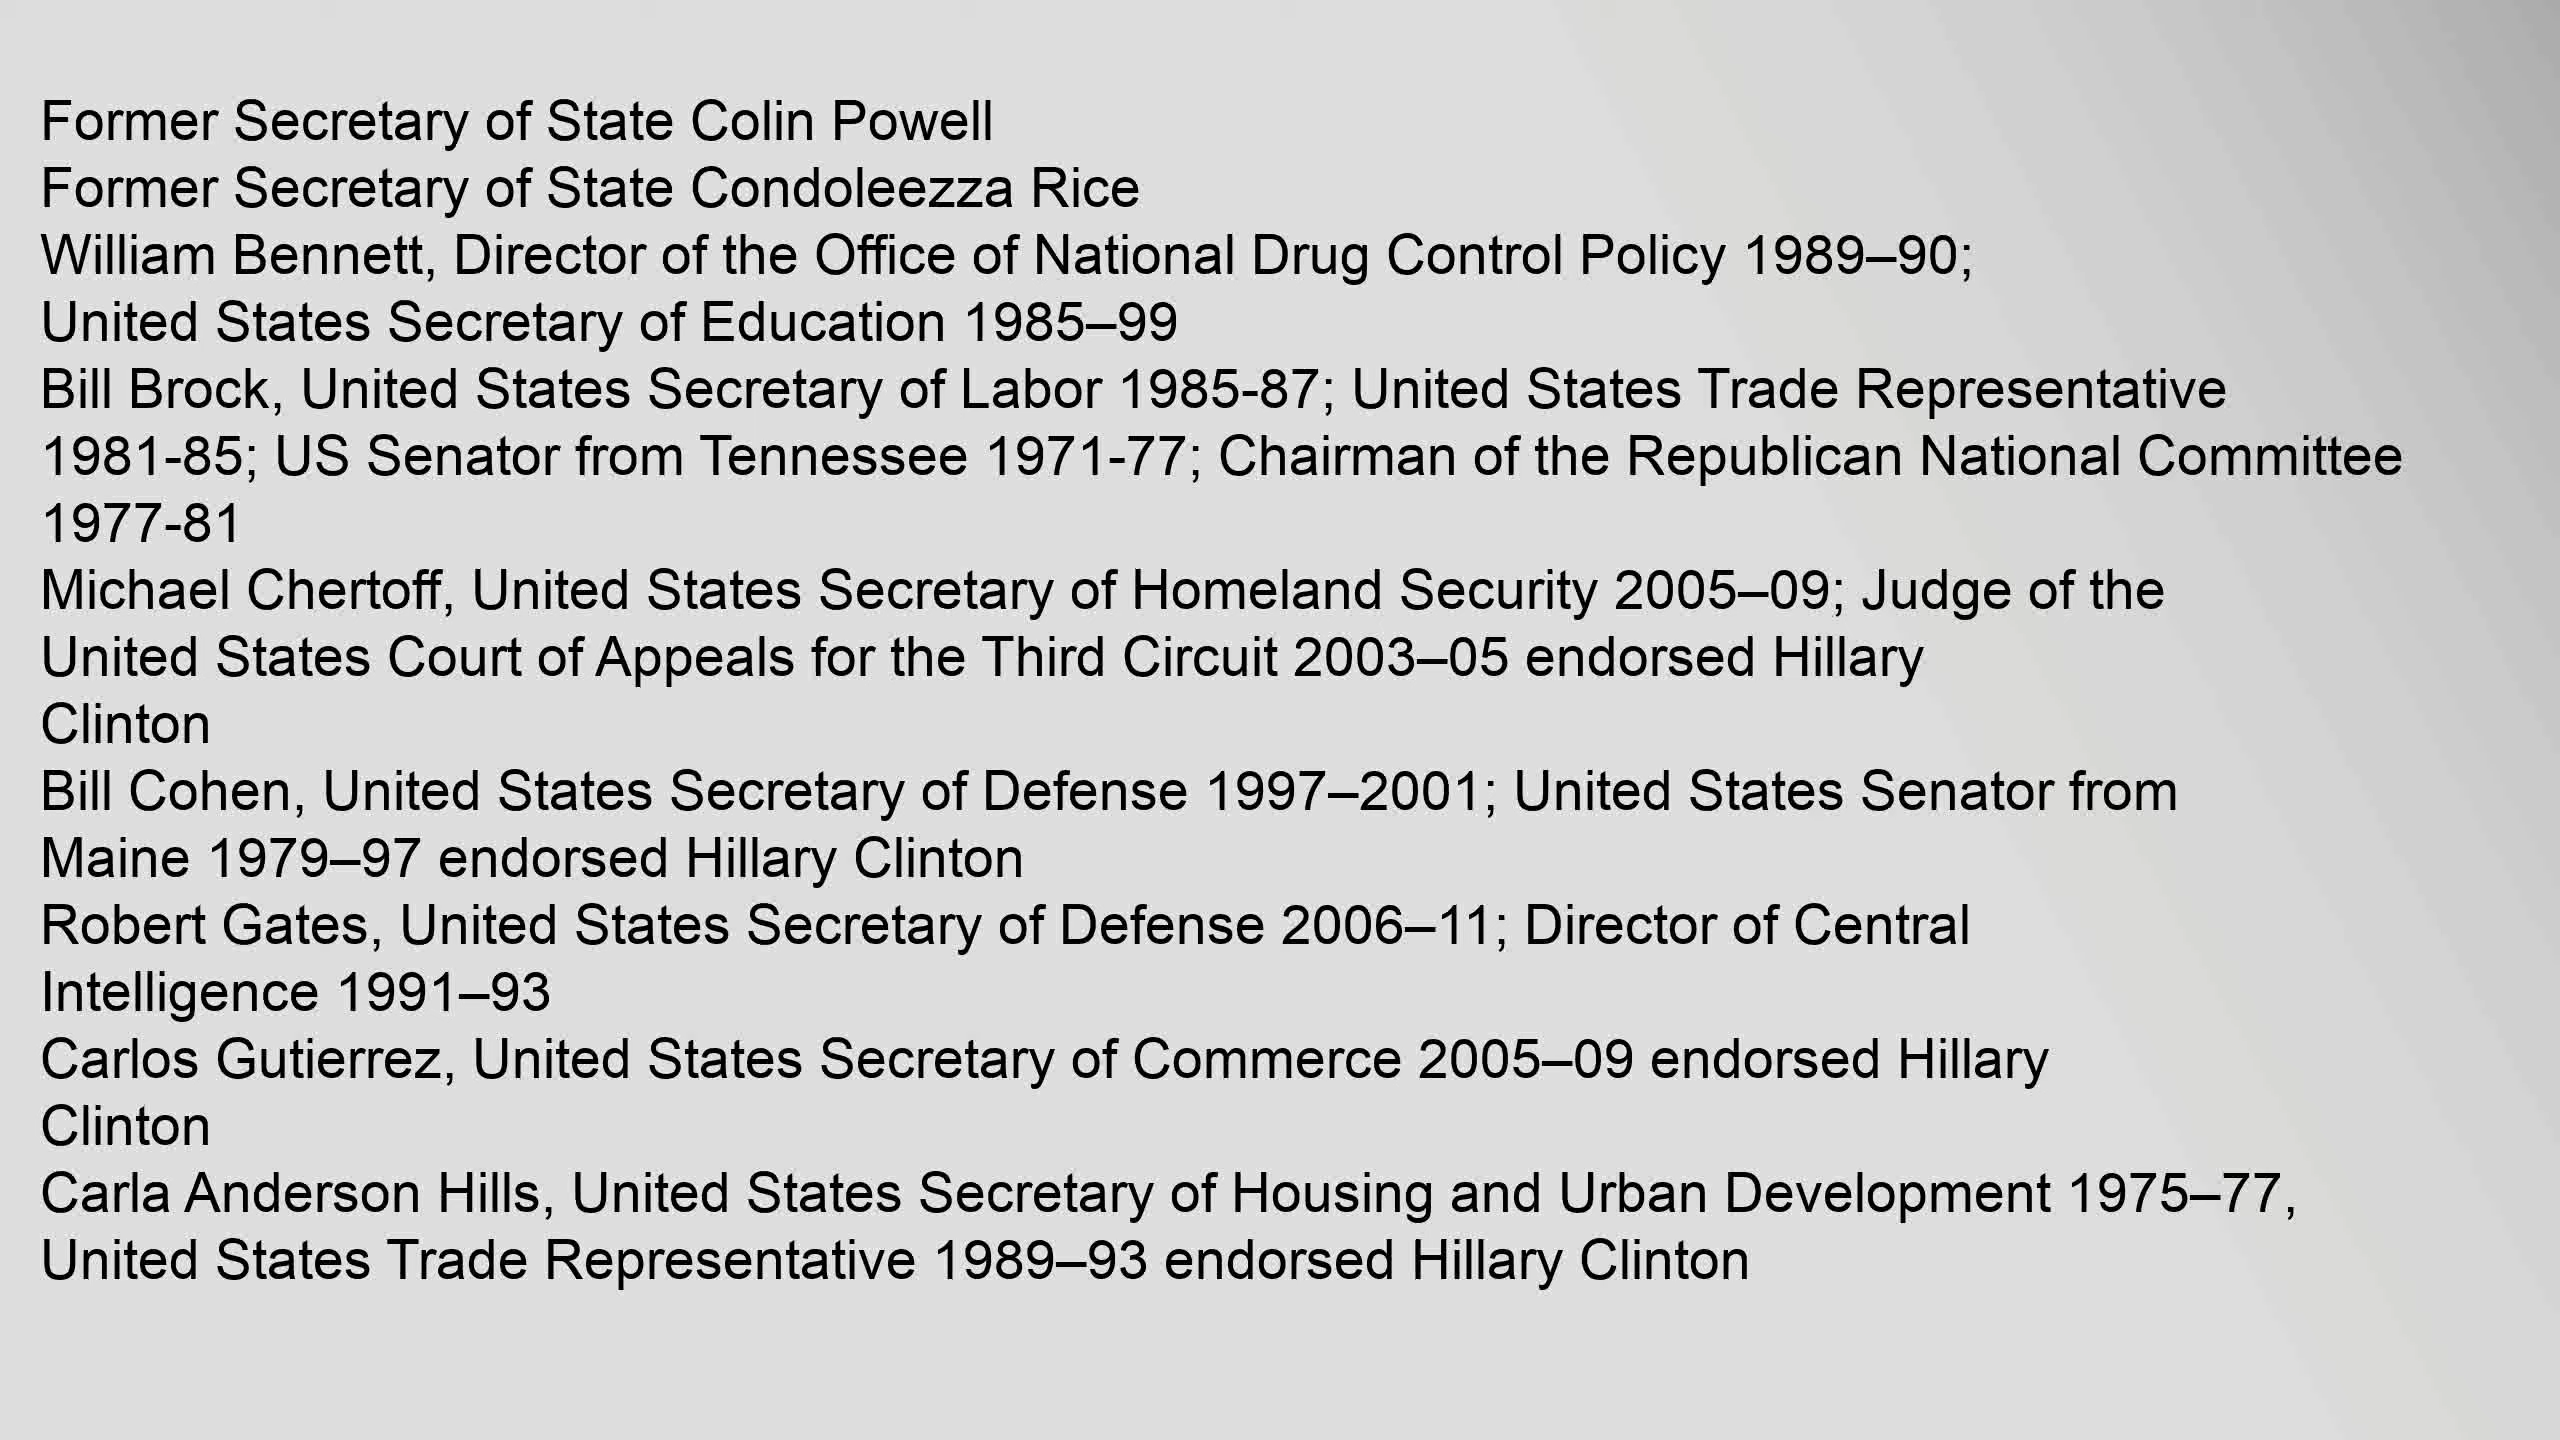 Former Secretary of State Colin Powell
Former Secretary of State Condoleezza Rice
William Bennett, Director of the Office of National Drug Control Policy 1989–90;
United States Secretary of Education 1985–99
Bill Brock, United States Secretary of Labor 1985-87; United States Trade Representative
1981-85; US Senator from Tennessee 1971-77; Chairman of the Republican National Committee
1977-81
Michael Chertoff, United States Secretary of Homeland Security 2005–09; Judge of the
United States Court of Appeals for the Third Circuit 2003–05 endorsed Hillary
Clinton
Bill Cohen, United States Secretary of Defense 1997–2001; United States Senator from
Maine 1979–97 endorsed Hillary Clinton
Robert Gates, United States Secretary of Defense 2006–11; Director of Central
Intelligence 1991–93
Carlos Gutierrez, United States Secretary of Commerce 2005–09 endorsed Hillary
Clinton
Carla Anderson Hills, United States Secretary of Housing and Urban Development 1975–77,
United States Trade Representative 1989–93 endorsed Hillary Clinton